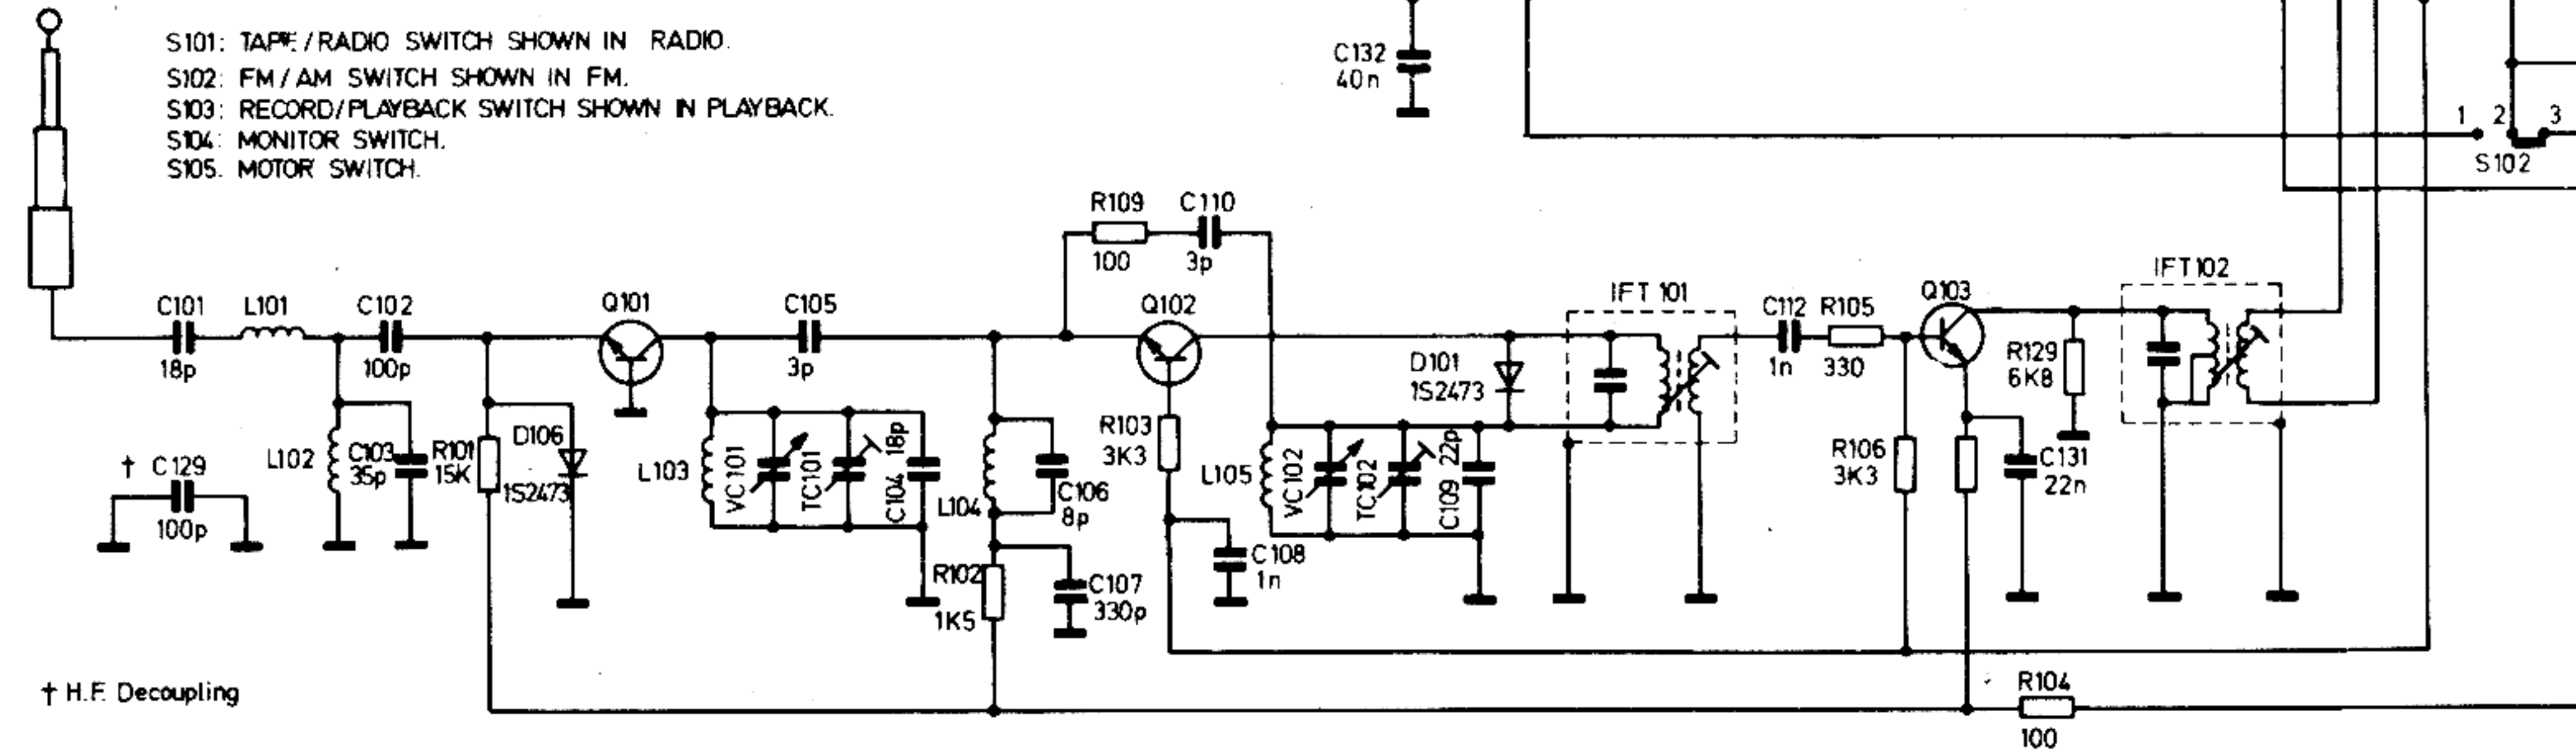 S101: TAPE/RADIO SWITCH SHOWN IN RADIO.
S102: FM/AM SWITCH SHOWN IN FM.
S103: RECORD/PLAYBACK SWITCH SHOWN IN PLAYBACK.
S104: MONITOR SWITCH.
S105. MOTOR SWITCH.
C132
40n
1 2 3
S102
R109 C110
100 3p
C101 L101 C102 Q101 C105 Q102
18p 100p 3p
IFT 101
C112 R105 Q103
1n 330
IFT 102
R129
6K8
D101
1S2473
L102
C103
35p
R101
15K
D106
1S2473
L103
VC101
TC101
C104 18p
L104
C106
8p
R103
3K3
L105
VC102
TC102
C109 22p
R106
3K3
C131
22n
† C129
100p
R102
1K5
C107
330p
C108
1n
† H.F. Decoupling
R104
100